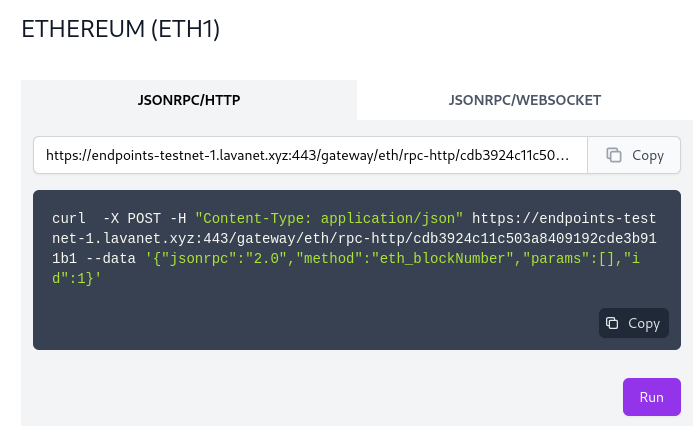 ETHEREUM (ETH1)
JSONRPC/HTTP
JSONRPC/WEBSOCKET
https://endpoints-testnet-1.lavanet.xyz:443/gateway/eth/rpc-http/cdb3924c11c50...
Copy
curl  -X POST -H "Content-Type: application/json" https://endpoints-test
net-1.lavanet.xyz:443/gateway/eth/rpc-http/cdb3924c11c503a8409192cde3b91
1b1 --data '{"jsonrpc":"2.0","method":"eth_blockNumber","params":[],"i
d":1}'
Copy
Run